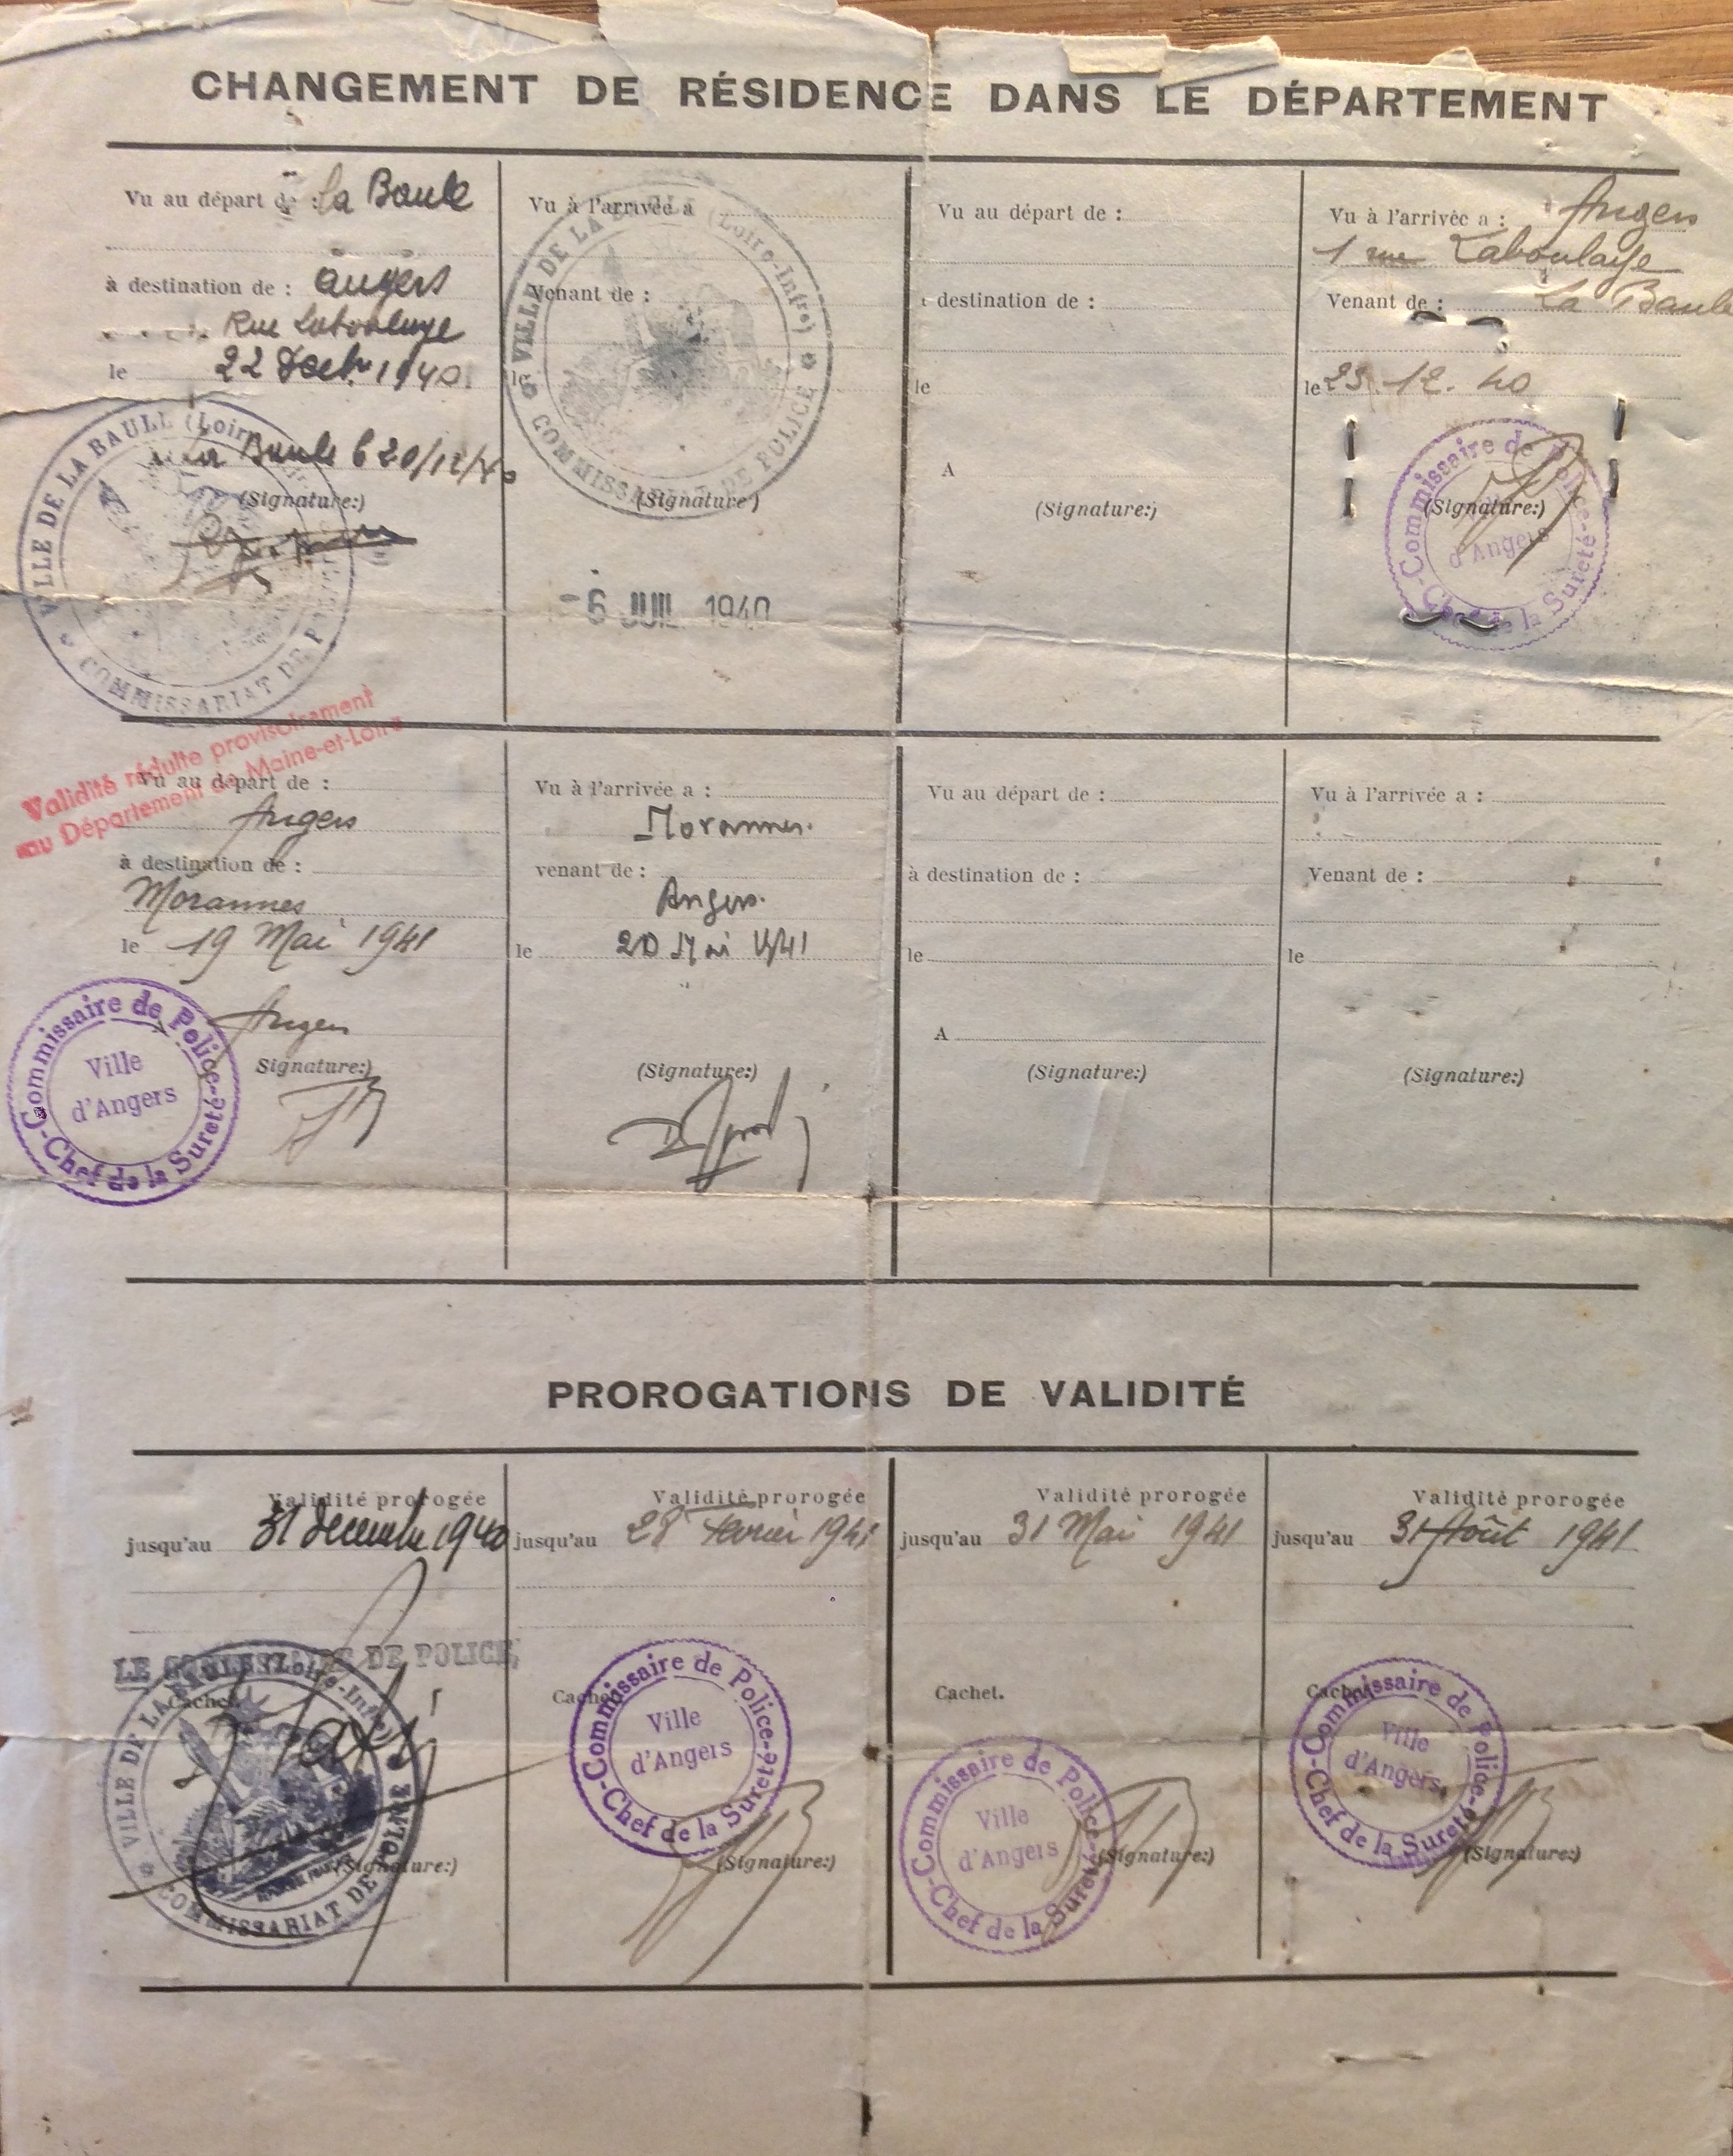 CHANGEMENT DE RÉSIDENCE DANS LE DÉPARTEMENT
Vu au départ de : La Baule
à destination de : Angers
Rue Laboulaye
le 22 Decbr 1940
La Baule le 20/12/40
(Signature:)
VILLE DE LA BAULE (Loire
COMMISSARIAT DE POLICE
Vu à l'arrivée a
Venant de :
le
(Signature)
VILLE DE LA BAULE (Loire-Infre)
COMMISSARIAT DE POLICE
-6 JUIL 1940
Vu au départ de :
destination de :
le
A
(Signature:)
Vu à l'arrivée a : Angers
1 rue Laboulaye
Venant de : La Baule
le 23.12.40
(Signature:)
Commissaire de Police-
d'Angers
-Chef de la Sureté-
Validité réduite provisoirement
au Département de Maine-et-Loire
Vu au départ de :
Angers
à destination de :
Morannes
le 19 Mai 1941
Angers
Signature:)
Commissaire de Police-
Ville
d'Angers
-Chef de la Sureté-
Vu à l'arrivée a :
Morannes.
venant de :
Angers.
le 20 Mai 1941
(Signature:)
Vu au départ de :
à destination de :
le
A
(Signature:)
Vu à l'arrivée a :
Venant de :
le
(Signature:)
PROROGATIONS DE VALIDITÉ
Validité prorogée
jusqu'au 31 décembre 1940
LE COMMISSAIRE DE POLICE,
Cachet.
VILLE DE LA BAULE (Loire-Infre)
COMMISSARIAT DE POLICE
(Signature:)
Validité prorogée
jusqu'au 28 Février 1941
Cachet
Commissaire de Police-
Ville
d'Angers
-Chef de la Sureté-
(Signature:)
Validité prorogée
jusqu'au 31 Mai 1941
Cachet.
Commissaire de Police-
Ville
d'Angers
-Chef de la Sureté-
(Signature:)
Validité prorogée
jusqu'au 31 Août 1941
Cachet
Commissaire de Police-
Ville
d'Angers
-Chef de la Sureté-
(Signature:)